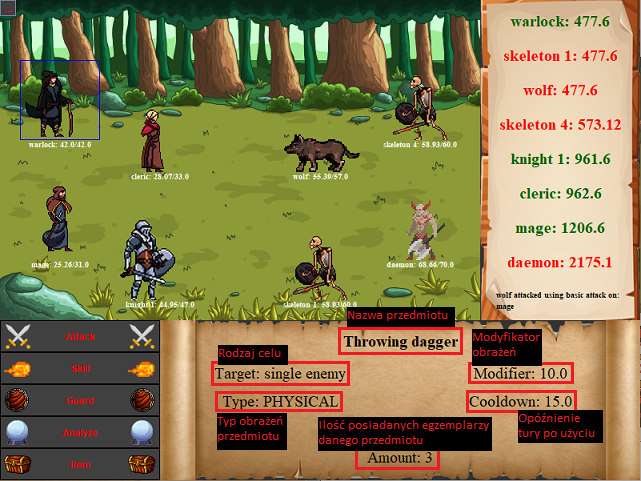 ...
warlock: 477.6
skeleton 1: 477.6
wolf: 477.6
skeleton 4: 573.12
knight 1: 961.6
cleric: 962.6
mage: 1206.6
daemon: 2175.1
wolf attacked using basic attack on:
mage
warlock: 42.0/42.0
cleric: 28.07/33.0
wolf: 55.39/57.0
skeleton 4: 58.93/60.0
mage: 25.26/31.0
knight 1: 44.95/47.0
skeleton 1: 58.93/60.0
daemon: 68.66/70.0
Attack
Skill
Guard
Analyze
Item
Nazwa przedmiotu
Throwing dagger
Rodzaj celu
Target: single enemy
Modyfikator
obrażeń
Modifier: 10.0
Type: PHYSICAL
Cooldown: 15.0
Typ obrażeń
przedmiotu
Ilość posiadanych egzemplarzy
danego przedmiotu
Opóźnienie
tury po użyciu
Amount: 3